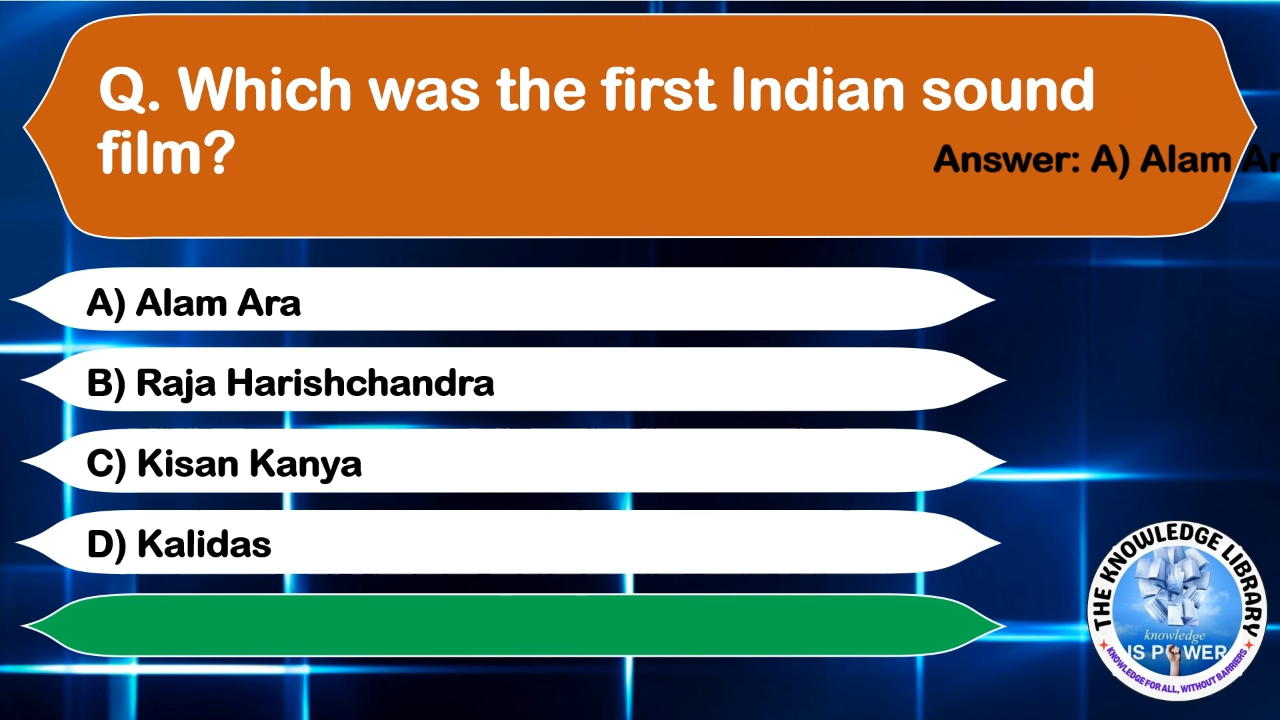 Q. Which was the first Indian sound
film?
Answer: A) Alam Ar
A) Alam Ara
B) Raja Harishchandra
C) Kisan Kanya
D) Kalidas
THE KNOWLEDGE LIBRARY
knowledge
IS POWER
KNOWLEDGE FOR ALL, WITHOUT BARRIERS